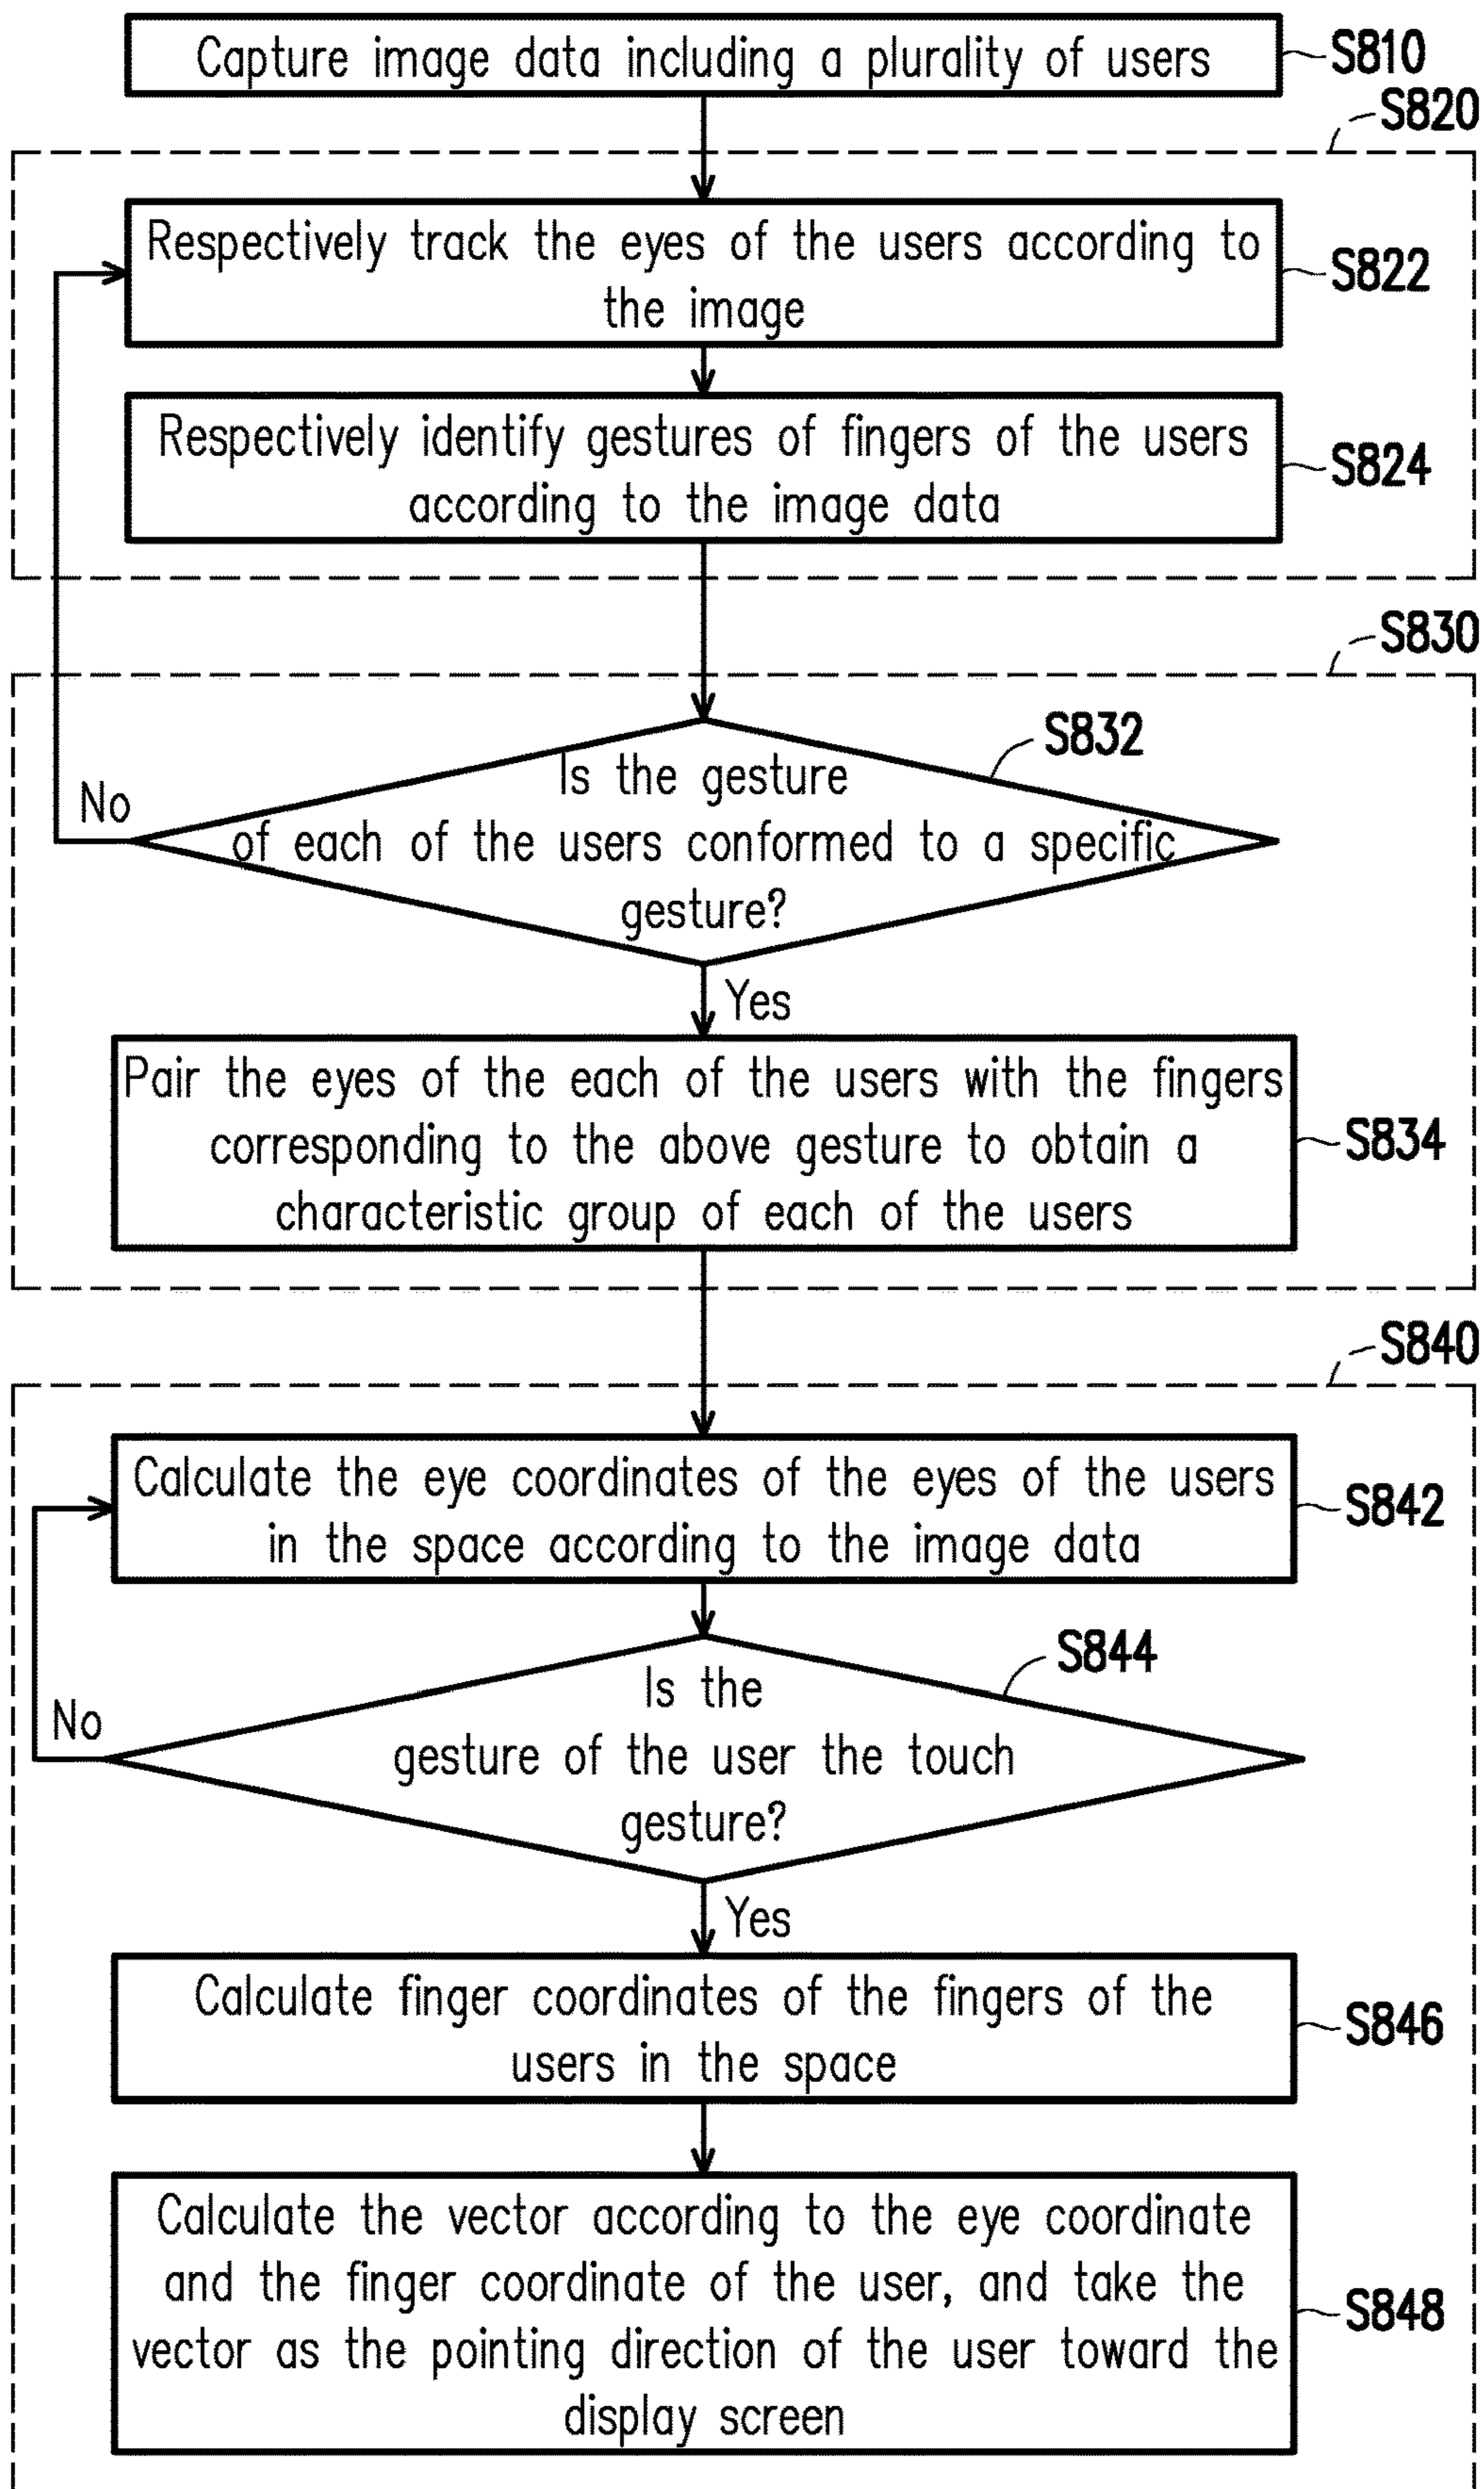 Capture image data including a plurality of users
S810
S820
Respectively track the eyes of the users according to
the image
S822
Respectively identify gestures of fingers of the users
according to the image data
S824
S830
S832
Is the gesture
of each of the users conformed to a specific
gesture?
No
Yes
Pair the eyes of the each of the users with the fingers
corresponding to the above gesture to obtain a
characteristic group of each of the users
S834
S840
Calculate the eye coordinates of the eyes of the users
in the space according to the image data
S842
S844
Is the
gesture of the user the touch
gesture?
No
Yes
Calculate finger coordinates of the fingers of the
users in the space
S846
Calculate the vector according to the eye coordinate
and the finger coordinate of the user, and take the
vector as the pointing direction of the user toward the
display screen
S848